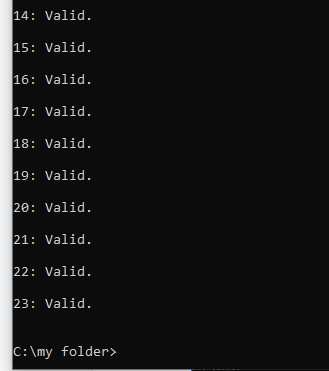 14: Valid.
15: Valid.
16: Valid.
17: Valid.
18: Valid.
19: Valid.
20: Valid.
21: Valid.
22: Valid.
23: Valid.
C:\my folder>